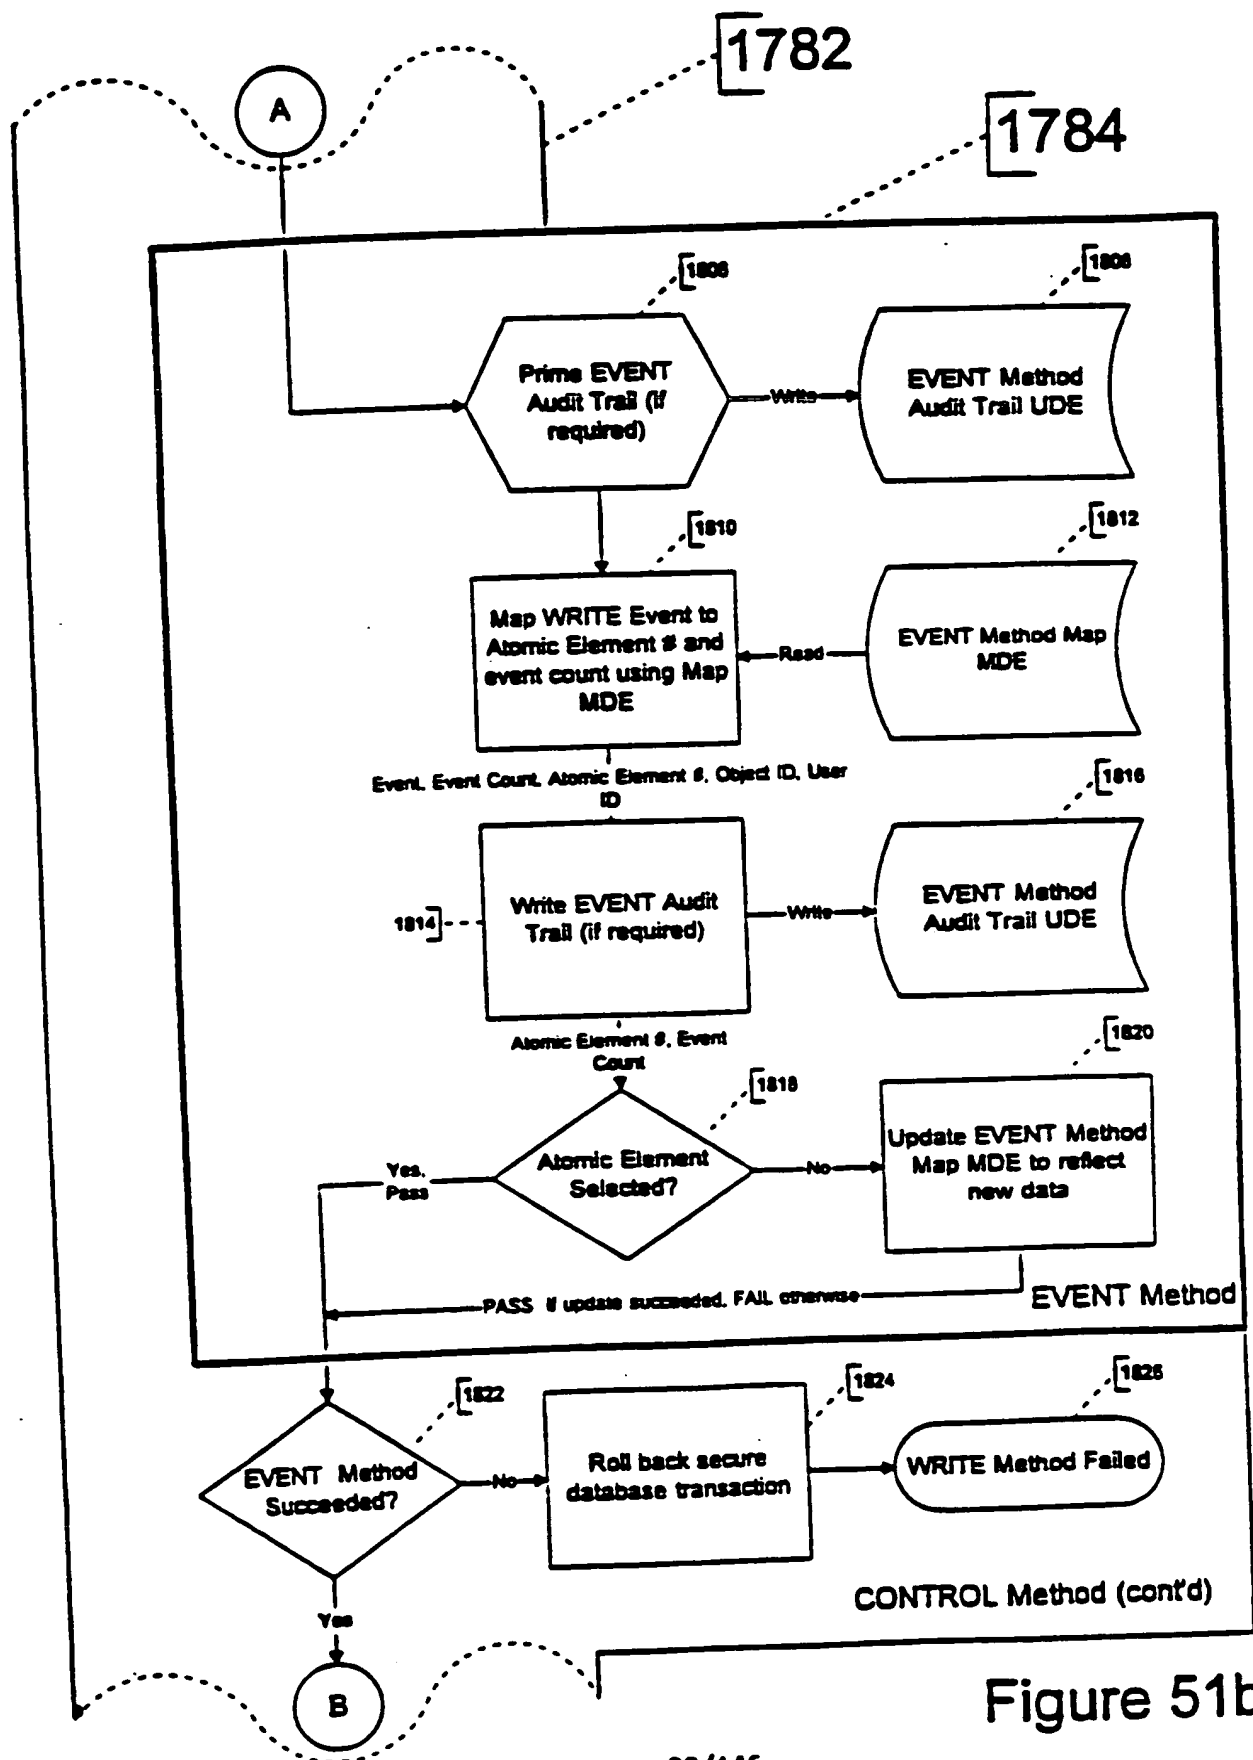 1782
A
1784
1806
1808
Prime EVENT
Audit Trail (if
required)
Write
EVENT Method
Audit Trail UDE
1810
1812
Map WRITE Event to
Atomic Element # and
event count using Map
MDE
Read
EVENT Method Map
MDE
Event, Event Count, Atomic Element #, Object ID, User
ID
1816
1814
Write EVENT Audit
Trail (if required)
Write
EVENT Method
Audit Trail UDE
Atomic Element #, Event
Count
1818
1820
Yes,
Pass
Atomic Element
Selected?
No
Update EVENT Method
Map MDE to reflect
new data
PASS if update succeeded, FAIL otherwise
EVENT Method
1822
1824
EVENT Method
Succeeded?
No
Roll back secure
database transaction
WRITE Method Failed
CONTROL Method (cont'd)
Yes
B
Figure 51b